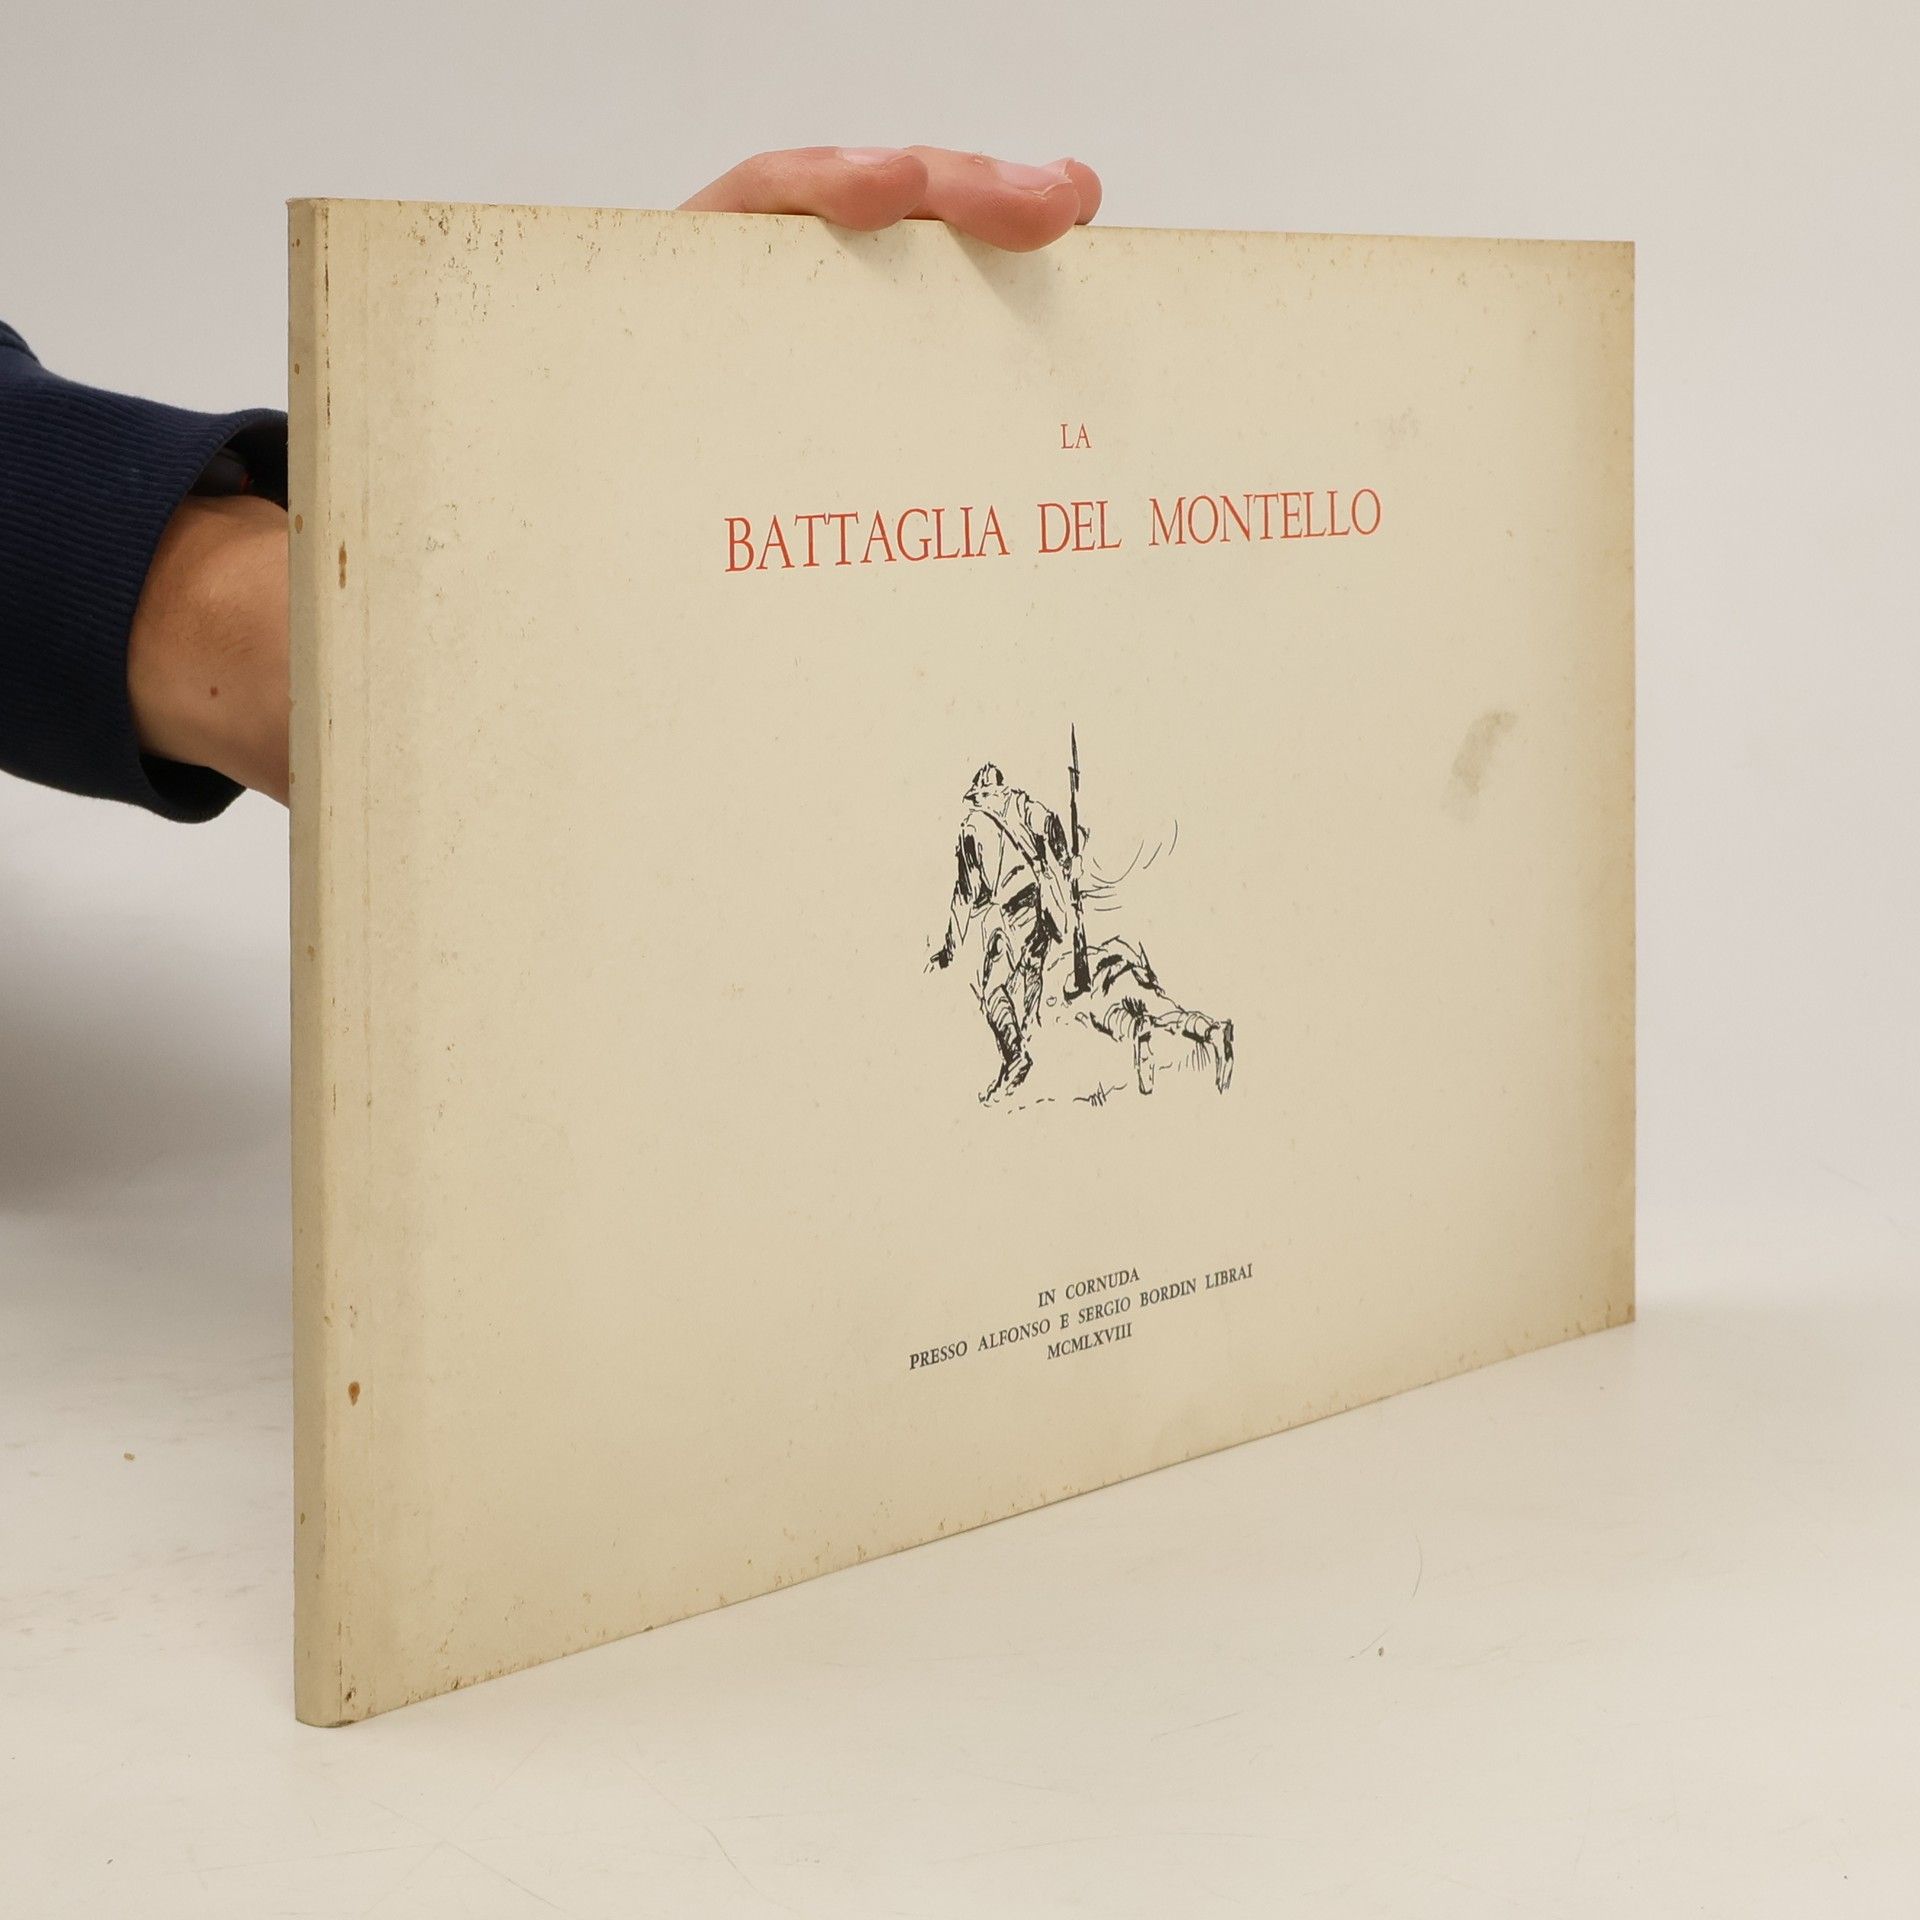 LA
BATTAGLIA DEL MONTELLO
IN CORNUDA
PRESSO ALFONSO E SERGIO BORDIN LIBRAI
MCMLXVIII